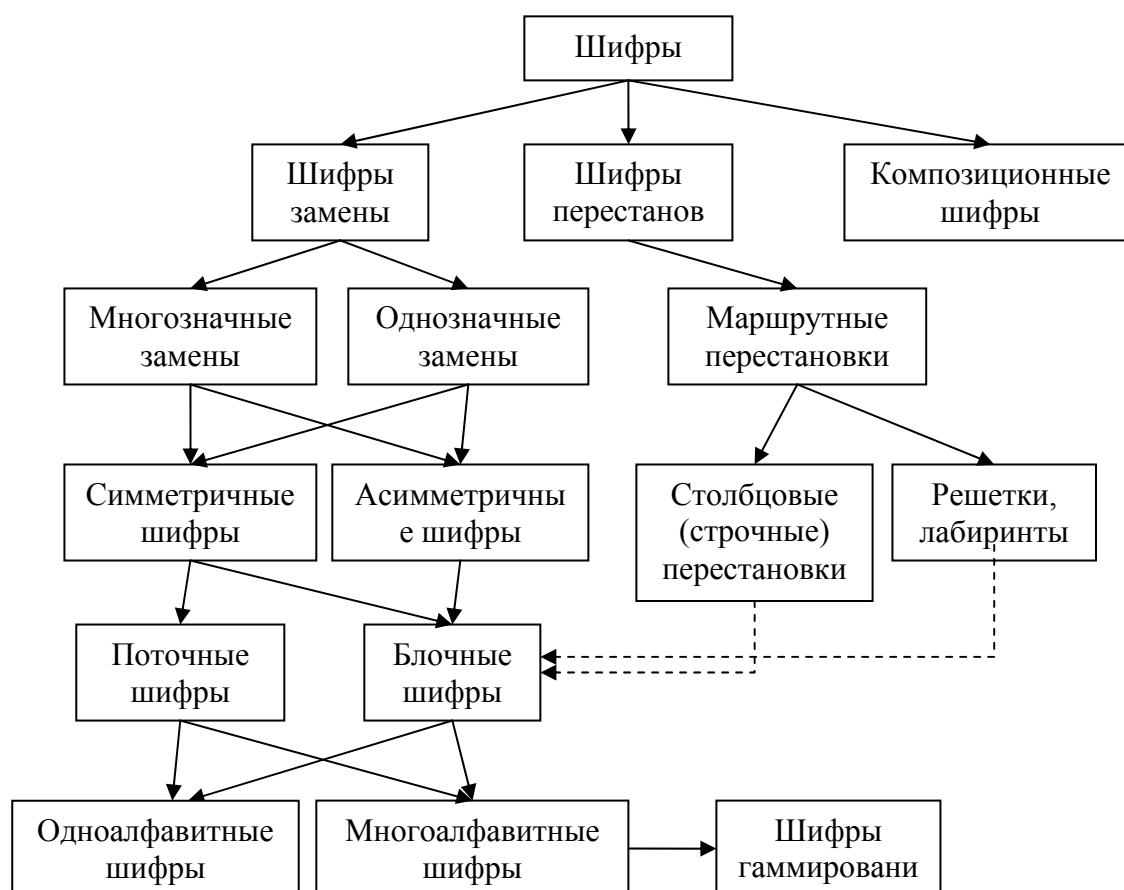 Шифры
Шифры
замены
Шифры
перестанов
Композиционные
шифры
Многозначные
замены
Однозначные
замены
Маршрутные
перестановки
Симметричные
шифры
Асимметричны
е шифры
Столбцовые
(строчные)
перестановки
Решетки,
лабиринты
Поточные
шифры
Блочные
шифры
Одноалфавитные
шифры
Многоалфавитные
шифры
Шифры
гаммировани